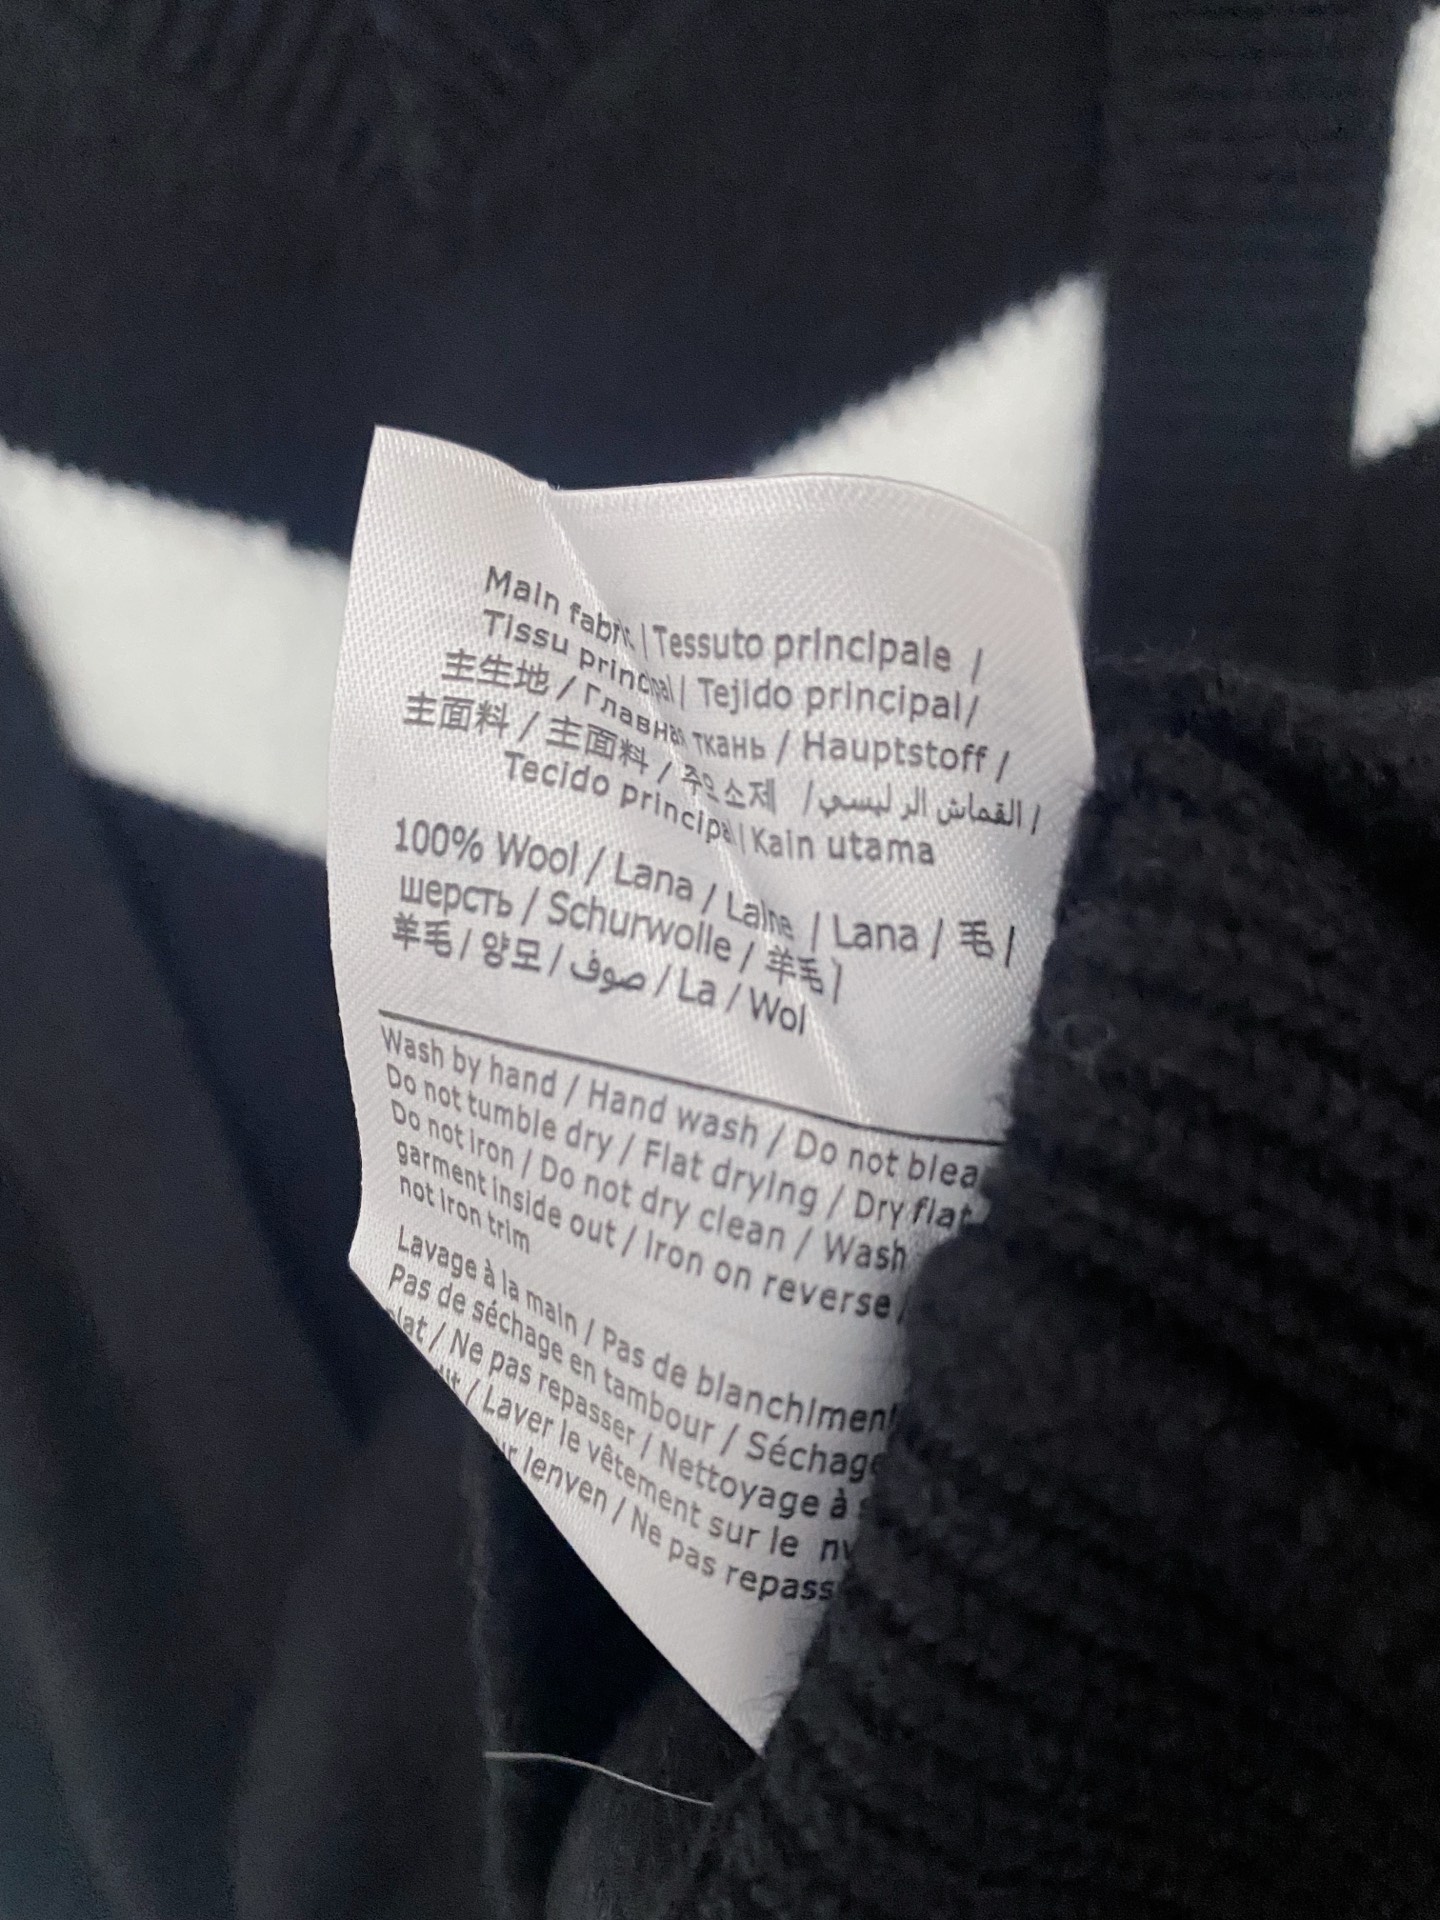 Main fabric / Tessuto principale /
Tissu principal / Tejido principal /
主生地 / Главная ткань / Hauptstoff /
主面料 / 主面料 / 주요소재 / القماش الرئيسي /
Tecido principal / Kain utama
100% Wool / Lana / Laine / Lana / 毛 /
шерсть / Schurwolle / 羊毛 /
羊毛 / 양모 / صوف / La / Wol
Wash by hand / Hand wash / Do not blea
Do not tumble dry / Flat drying / Dry flat
Do not iron / Do not dry clean / Wash
garment inside out / Iron on reverse /
not iron trim
Lavage à la main / Pas de blanchiment
Pas de séchage en tambour / Séchage
plat / Ne pas repasser / Nettoyage à
/ Laver le vêtement sur le
lenven / Ne pas repass